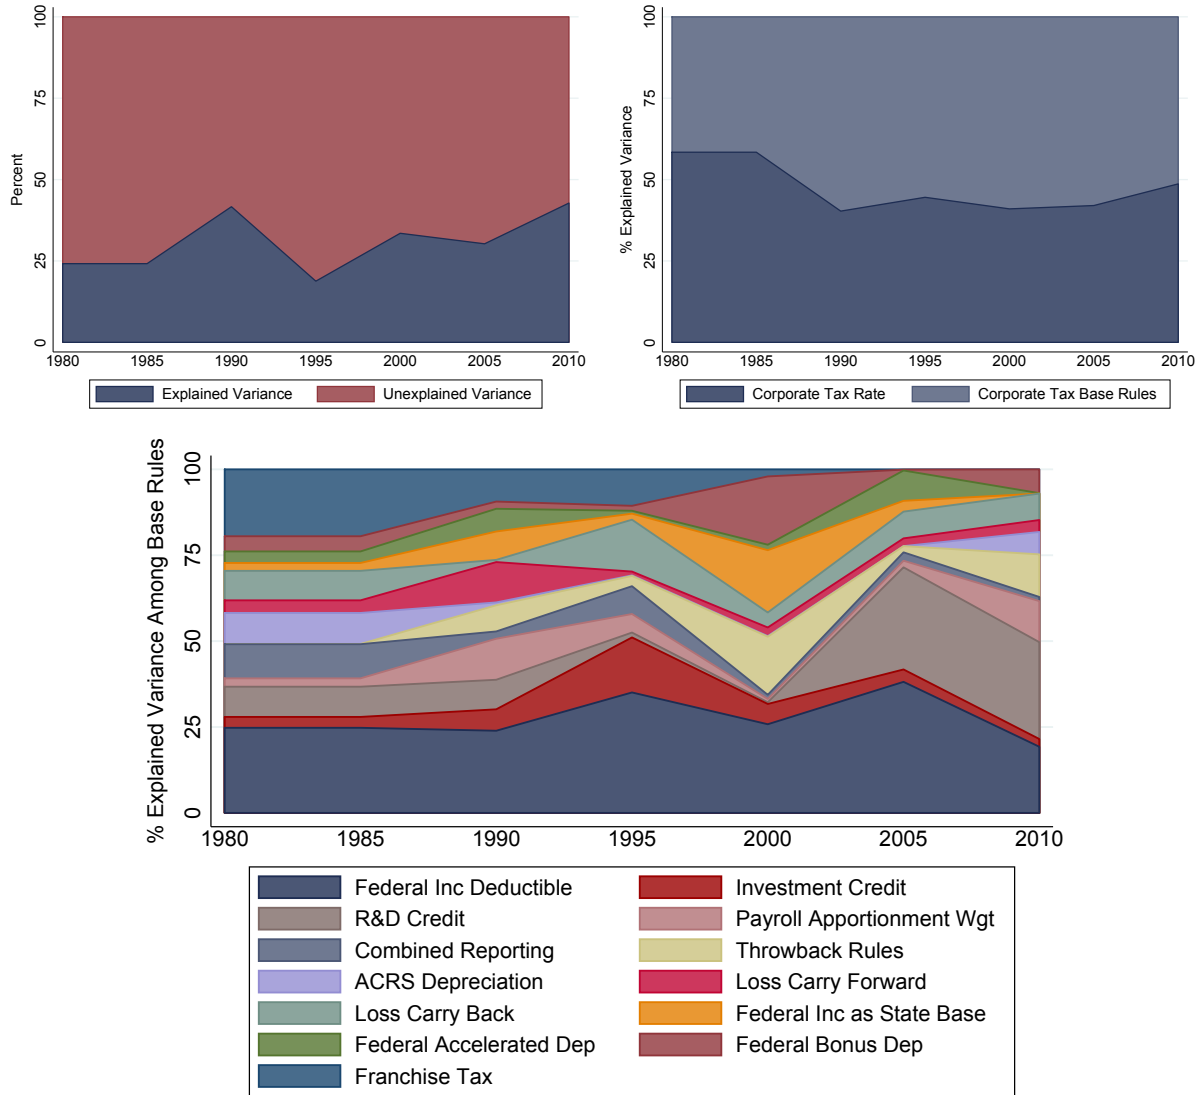 100
75
50
25
0
Percent
1980 1985 1990 1995 2000 2005 2010
Explained Variance Unexplained Variance
100
75
50
25
0
% Explained Variance
1980 1985 1990 1995 2000 2005 2010
Corporate Tax Rate Corporate Tax Base Rules
100
75
50
25
0
% Explained Variance Among Base Rules
1980 1985 1990 1995 2000 2005 2010
Federal Inc Deductible Investment Credit
R&D Credit Payroll Apportionment Wgt
Combined Reporting Throwback Rules
ACRS Depreciation Loss Carry Forward
Loss Carry Back Federal Inc as State Base
Federal Accelerated Dep Federal Bonus Dep
Franchise Tax